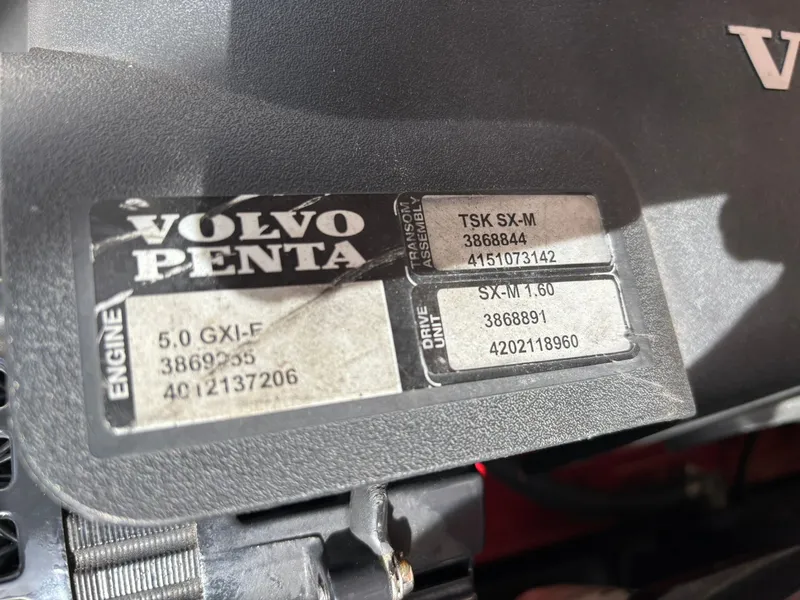 V
VOLVO
PENTA
ENGINE
5.0 GXI-E
4012137206
TRANSOM
ASSEMBLY
TSK SX-M
3868844
4151073142
DRIVE
UNIT
SX-M 1.60
3868891
4202118960